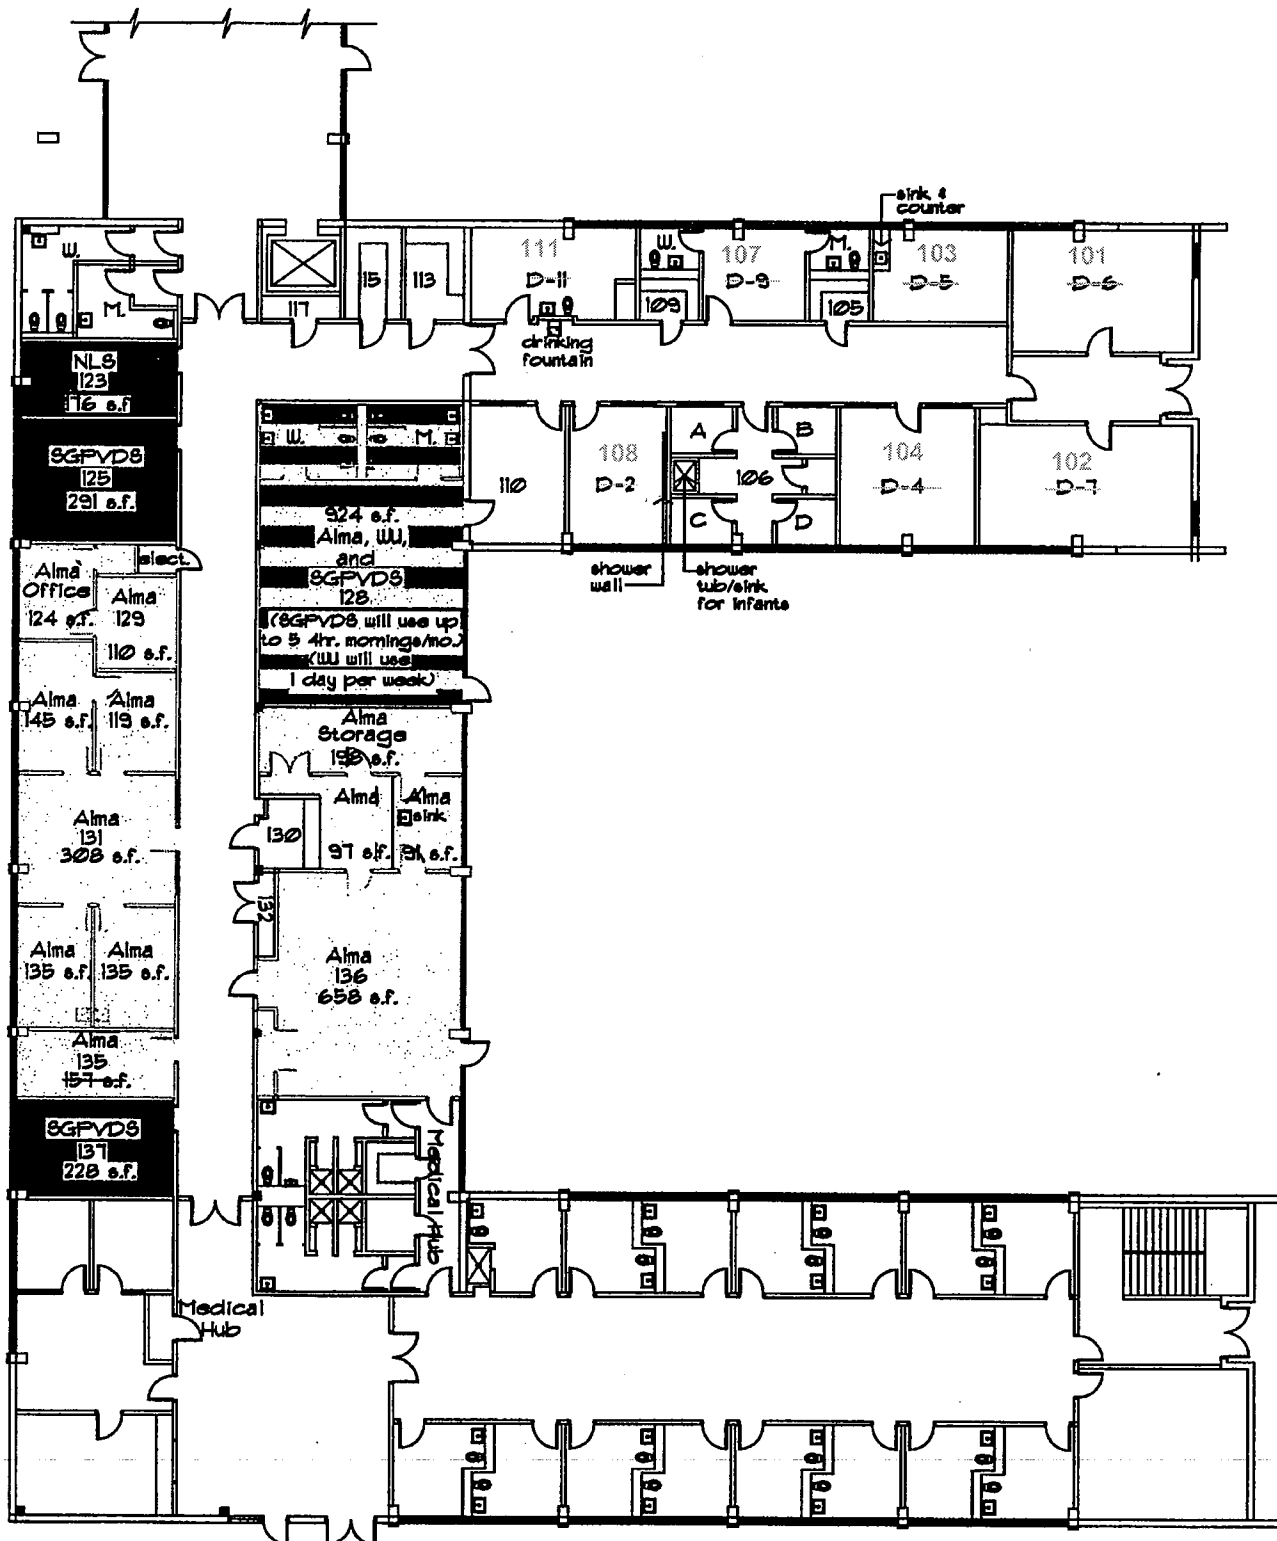 sink &
counter
W.
111
D-11
W.
107
D-9
M.
103
D-5
101
D-6
M.
117
115
113
109
105
drinking
fountain
NLS
123
176 s.f
SGPVDS
125
291 s.f.
W.
M.
110
108
D-2
A
B
106
C
D
104
D-4
102
D-7
shower
wall
shower
tub/sink
for infants
924 s.f.
Alma, WU,
and
SGPVDS
128
(SGPVDS will use up
to 5 4hr. mornings/mo.)
(WU will use
1 day per week)
elect.
Alma
Office
124 s.f.
Alma
129
110 s.f.
Alma
145 s.f.
Alma
119 s.f.
Alma
Storage
198 s.f.
Alma
131
308 s.f.
130
Alma
97 s.f.
Alma
sink
91 s.f.
132
Alma
135 s.f.
Alma
135 s.f.
Alma
136
658 s.f.
Alma
135
157 s.f.
SGPVDS
137
228 s.f.
Medical Hub
Medical
Hub